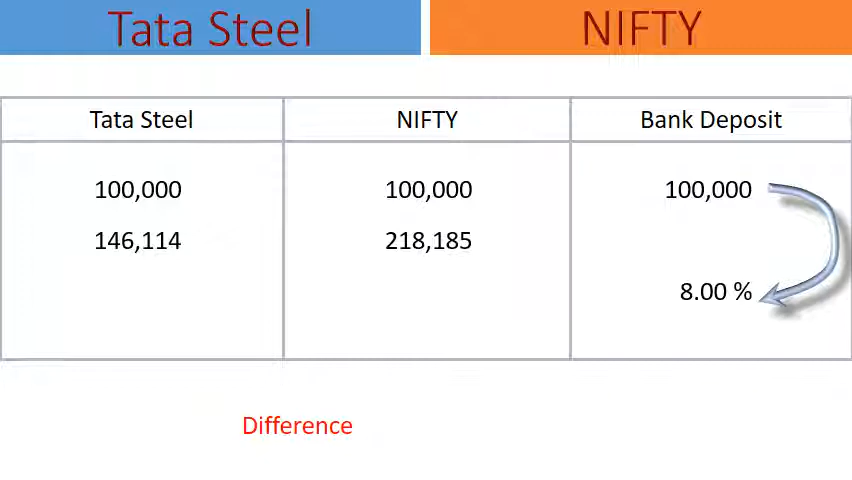 Tata Steel
NIFTY
Tata Steel NIFTY Bank Deposit
100,000 100,000 100,000
146,114 218,185
8.00 %
Difference